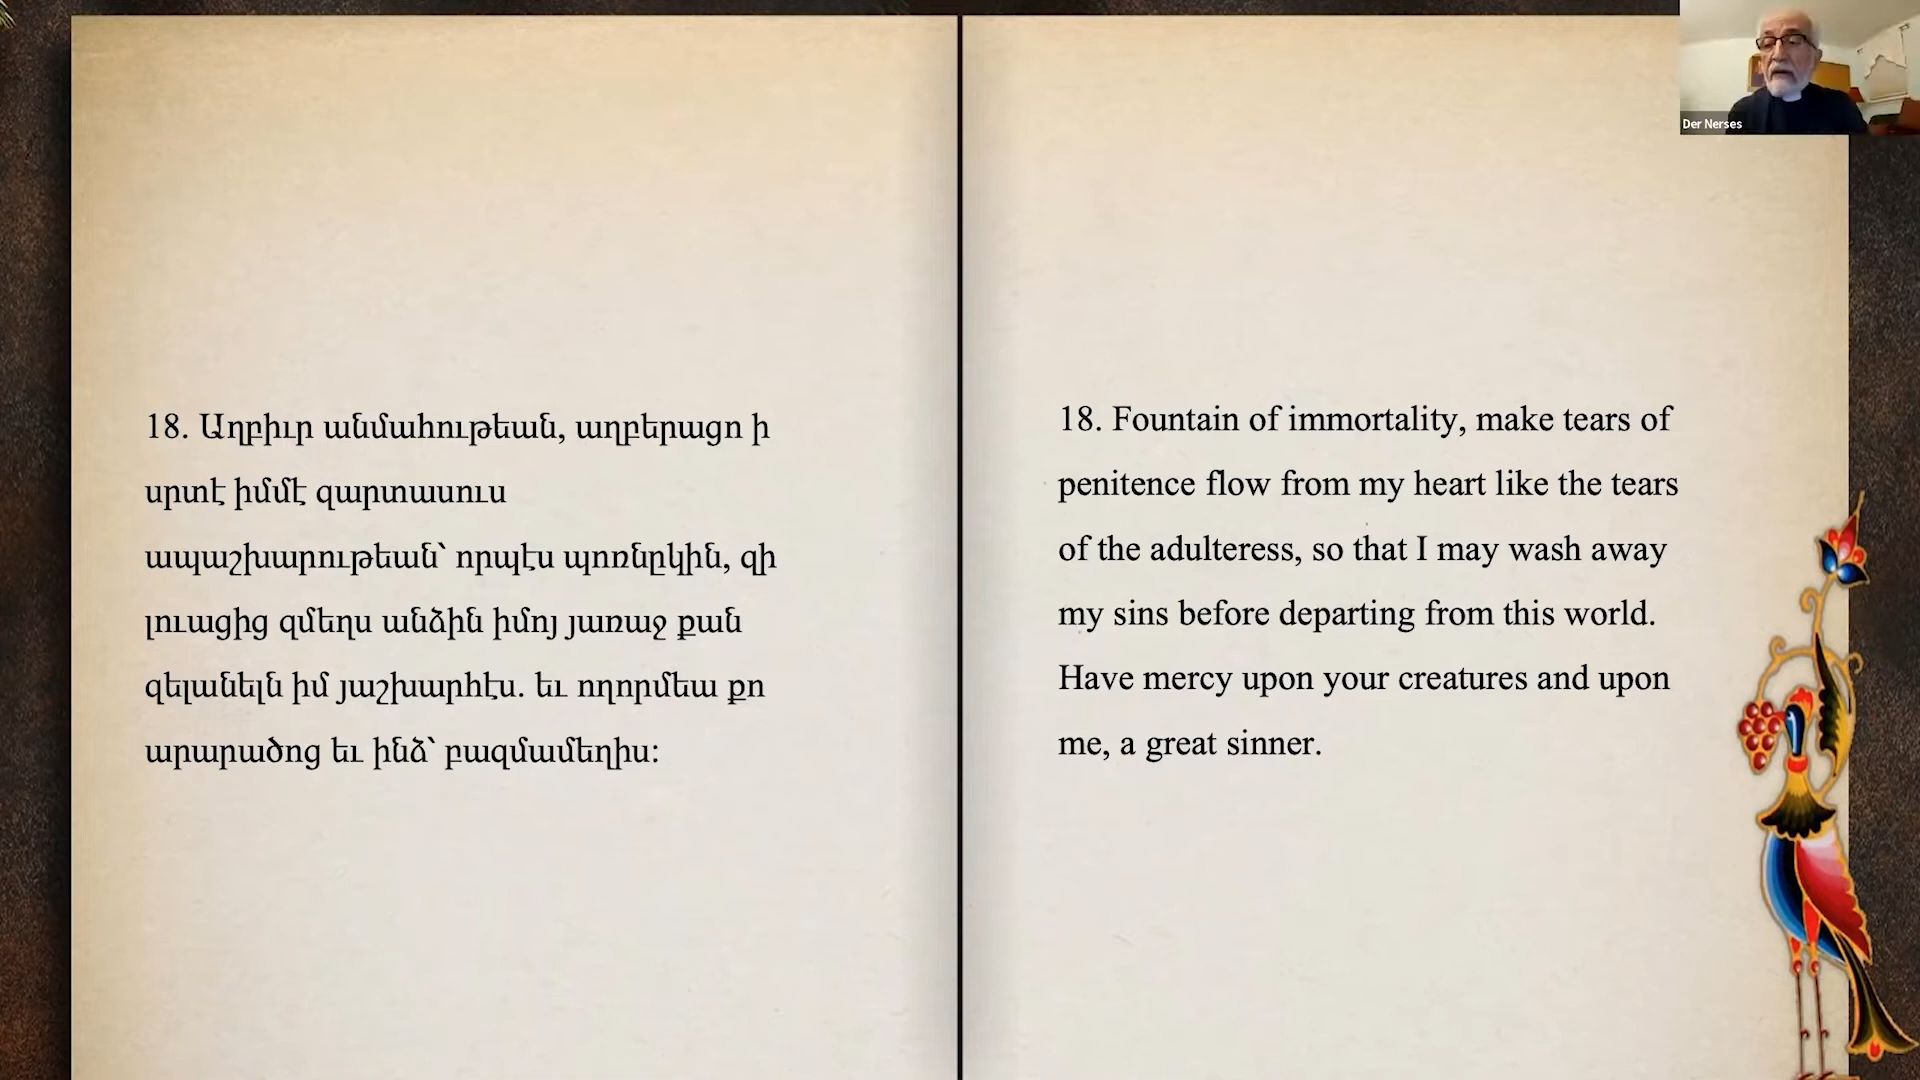 18. Աղբիւր անմահութեան, աղբերացո ի
սրտէ իմմէ զարտասուս
ապաշխարութեան՝ որպէս պոռնըկին, զի
լուացից զմեղս անձին իմոյ յառաջ քան
զելանելն իմ յաշխարհէս. եւ ողորմեա քո
արարածոց եւ ինձ՝ բազմամեղիս:
18. Fountain of immortality, make tears of
penitence flow from my heart like the tears
of the adulteress, so that I may wash away
my sins before departing from this world.
Have mercy upon your creatures and upon
me, a great sinner.
Der Nerses